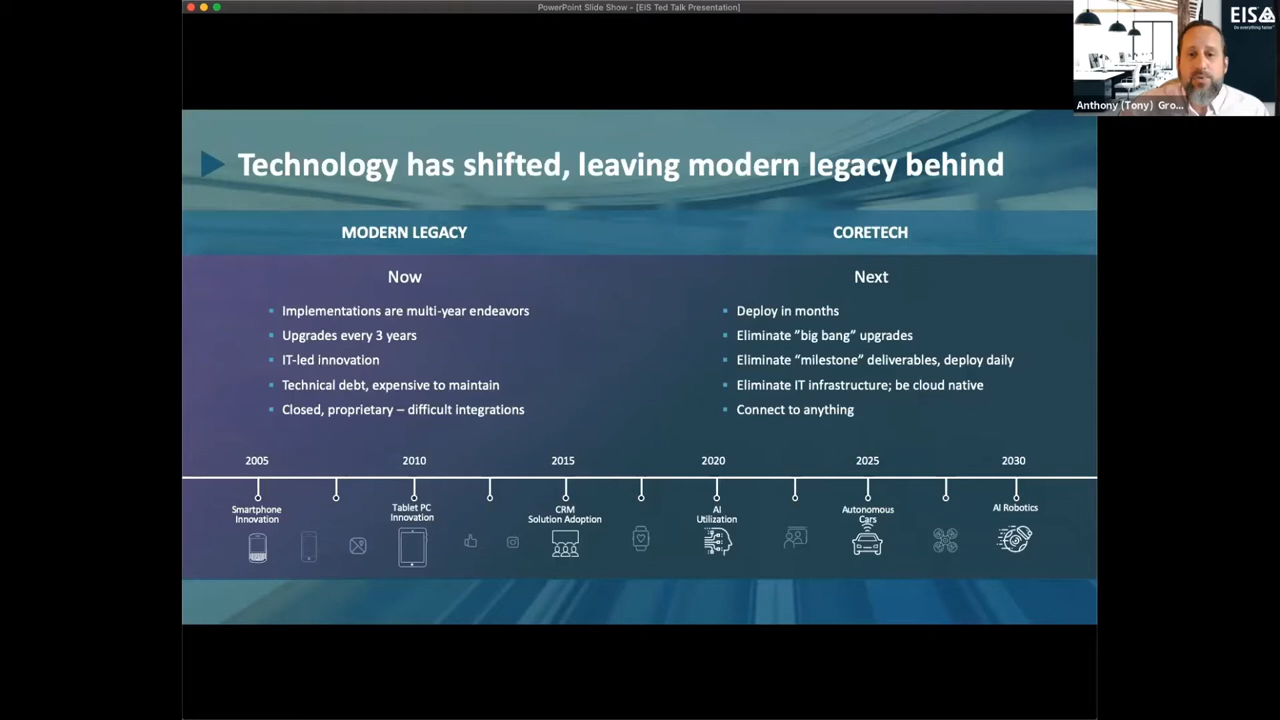 PowerPoint Slide Show - [EIS Ted Talk Presentation]
EIS
Anthony (Tony) Gro...
Technology has shifted, leaving modern legacy behind
MODERN LEGACY
Now
Implementations are multi-year endeavors
Upgrades every 3 years
IT-led innovation
Technical debt, expensive to maintain
Closed, proprietary – difficult integrations
CORETECH
Next
Deploy in months
Eliminate ”big bang” upgrades
Eliminate “milestone” deliverables, deploy daily
Eliminate IT infrastructure; be cloud native
Connect to anything
2005
2010
2015
2020
2025
2030
Smartphone
Innovation
Tablet PC
Innovation
CRM
Solution Adoption
AI
Utilization
Autonomous
Cars
AI Robotics